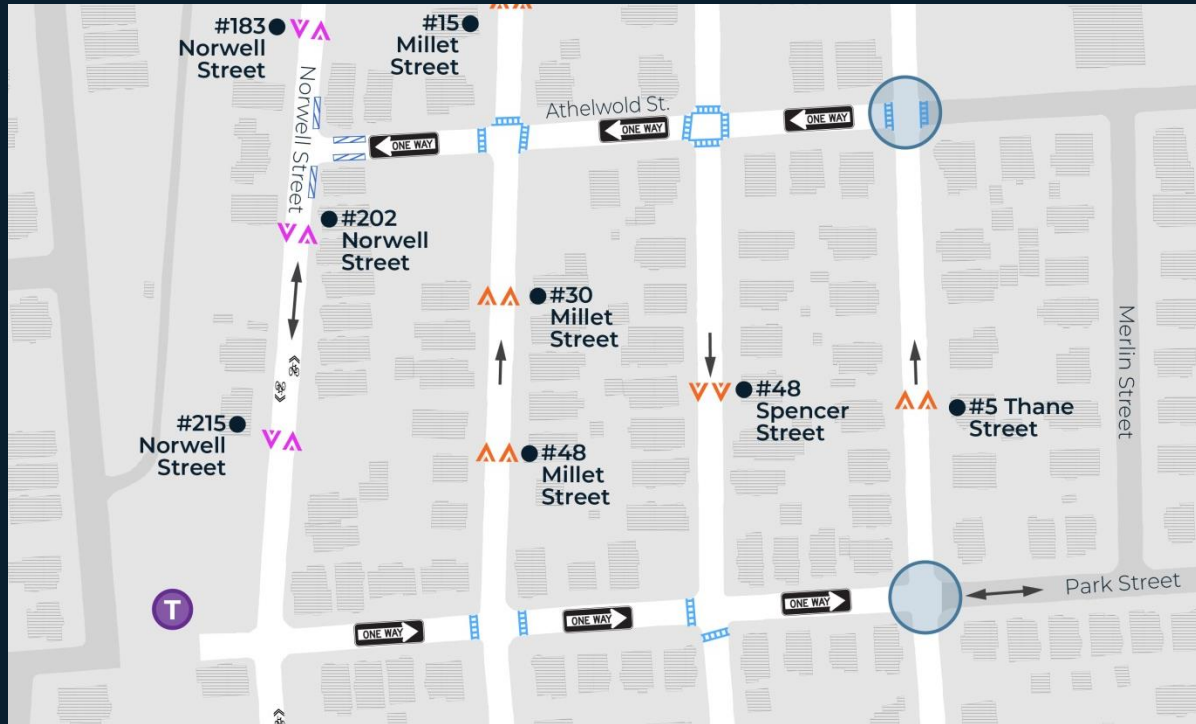 #183
Norwell
Street
#15
Millet
Street
Norwell Street
Athelwold St.
ONE WAY
ONE WAY
ONE WAY
#202
Norwell
Street
#30
Millet
Street
#48
Spencer
Street
#5 Thane
Street
Merlin Street
#215
Norwell
Street
#48
Millet
Street
T
ONE WAY
ONE WAY
ONE WAY
Park Street